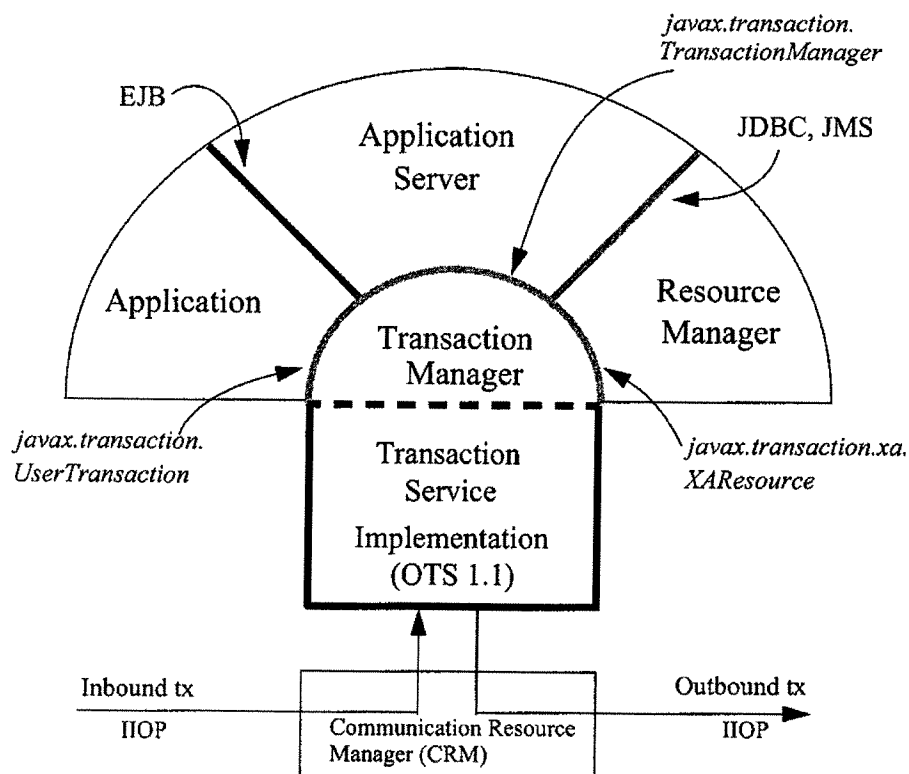 javax.transaction.
TransactionManager
EJB
JDBC, JMS
Application
Server
Application
Resource
Manager
Transaction
Manager
javax.transaction.
UserTransaction
javax.transaction.xa.
XAResource
Transaction
Service
Implementation
(OTS 1.1)
Inbound tx
IIOP
Communication Resource
Manager (CRM)
Outbound tx
IIOP